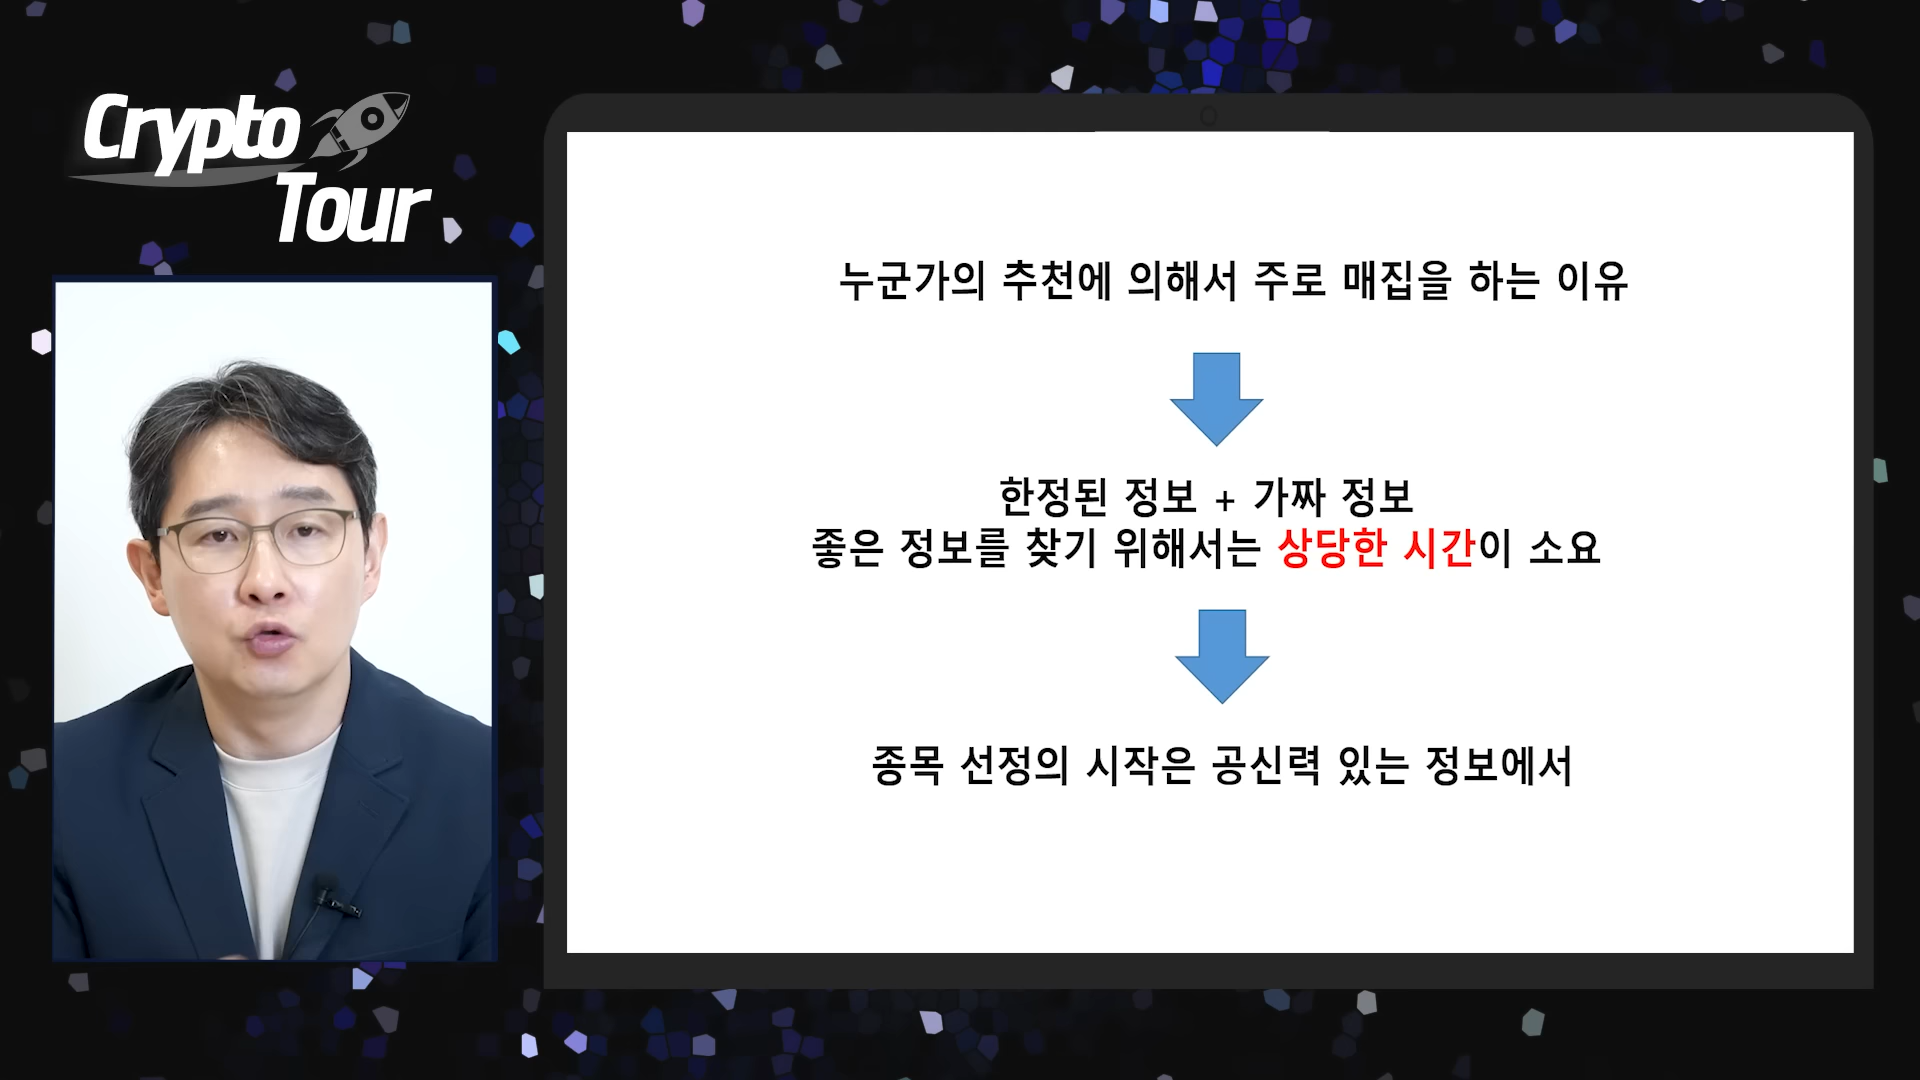 Crypto
Tour
누군가의 추천에 의해서 주로 매집을 하는 이유
한정된 정보 + 가짜 정보
좋은 정보를 찾기 위해서는 상당한 시간이 소요
종목 선정의 시작은 공신력 있는 정보에서